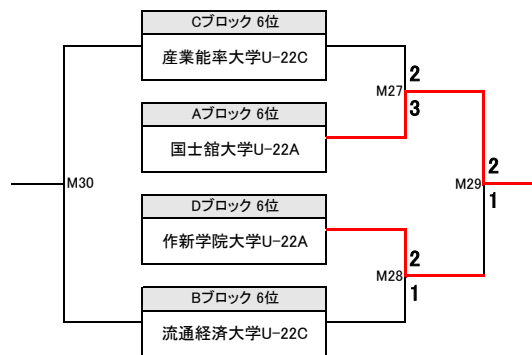 Cブロック 6位
産業能率大学U-22C
2
M27
3
Aブロック 6位
国士舘大学U-22A
M30
2
M29
1
Dブロック 6位
作新学院大学U-22A
2
M28
1
Bブロック 6位
流通経済大学U-22C